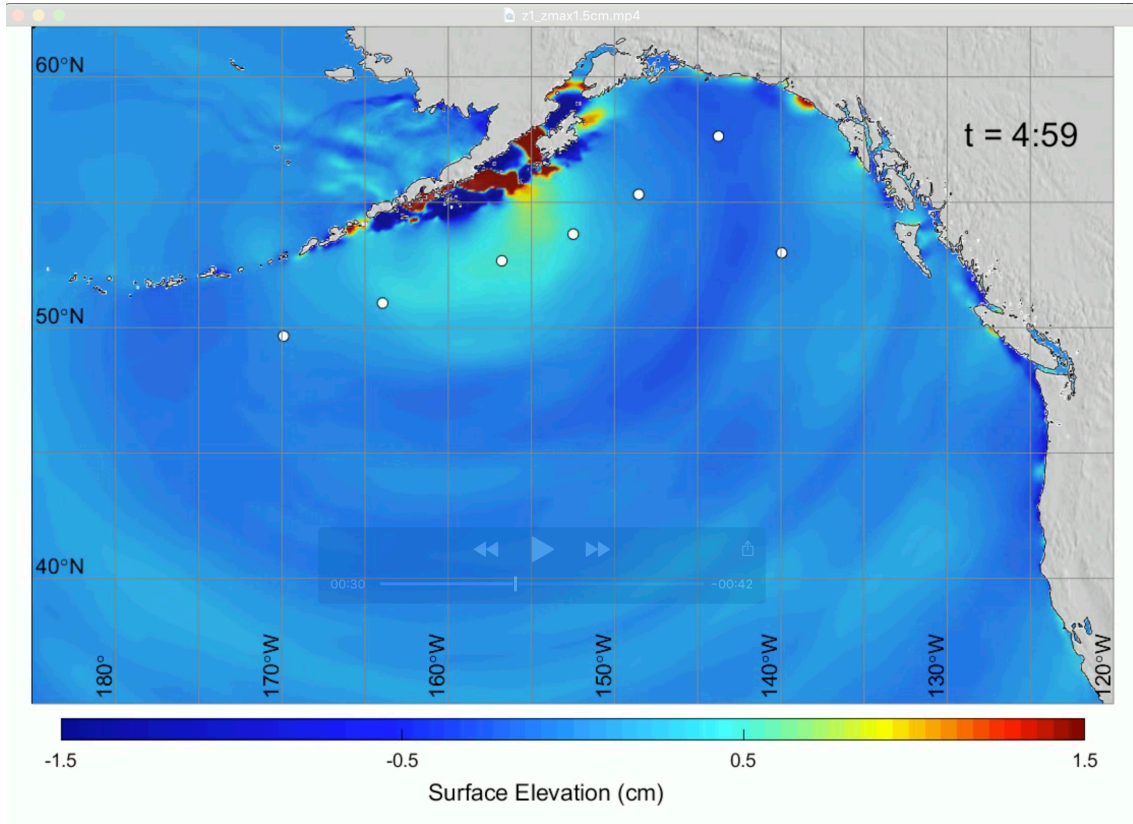 z1_zmax1.5cm.mp4
60°N
t = 4:59
50°N
40°N
00:30
-00:42
180°
170°W
160°W
150°W
140°W
130°W
120°W
-1.5
-0.5
0.5
1.5
Surface Elevation (cm)